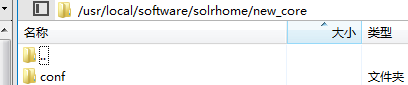 /usr/local/software/solrhome/new_core
名称 大小 类型
..
conf 文件夹